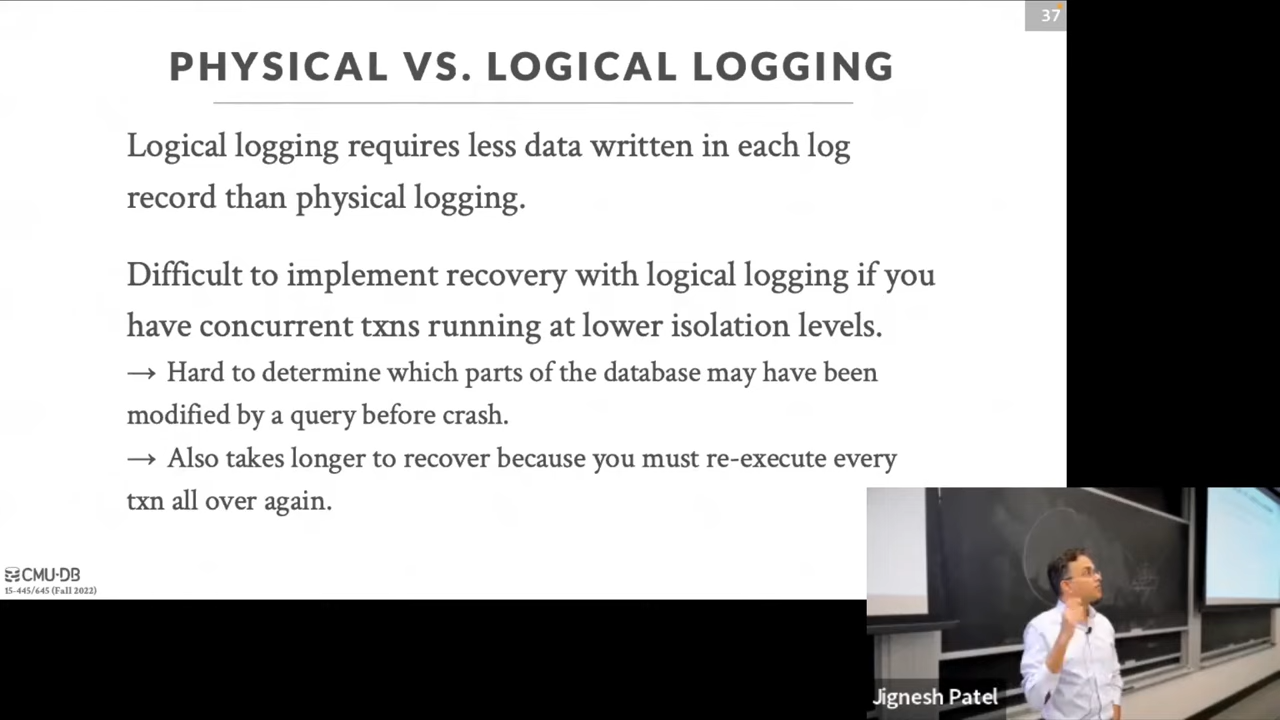 37
PHYSICAL VS. LOGICAL LOGGING
Logical logging requires less data written in each log
record than physical logging.
Difficult to implement recovery with logical logging if you
have concurrent txns running at lower isolation levels.
→ Hard to determine which parts of the database may have been
modified by a query before crash.
→ Also takes longer to recover because you must re-execute every
txn all over again.
CMU·DB
15-445/645 (Fall 2022)
Jignesh Patel